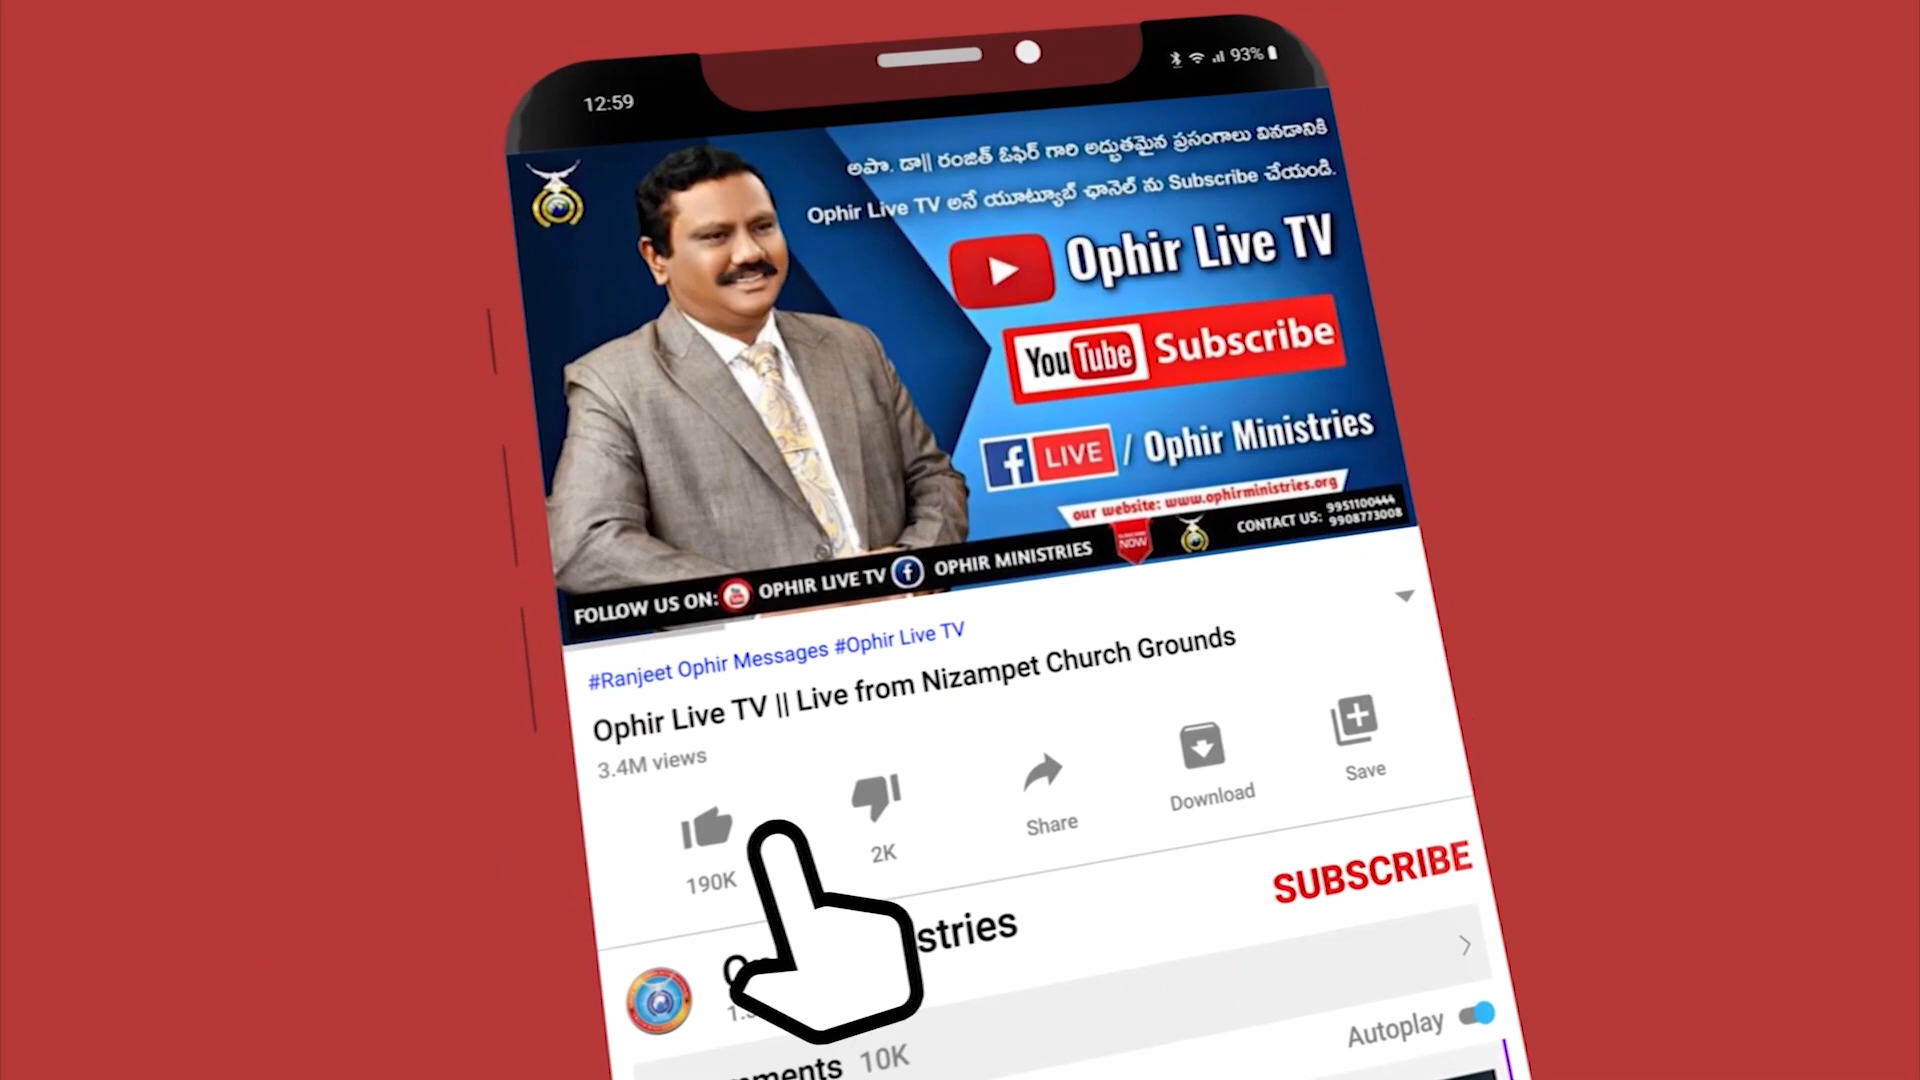 12:59
93%
అపొ. డా|| రంజిత్ ఓఫిర్ గారి అద్భుతమైన ప్రసంగాలు వినడానికి
Ophir Live TV అనే యూట్యూబ్ ఛానెల్ ను Subscribe చేయండి.
Ophir Live TV
YouTube Subscribe
f LIVE / Ophir Ministries
our website: www.ophirministries.org
FOLLOW US ON: OPHIR LIVE TV f OPHIR MINISTRIES
SUBSCRIBE NOW
CONTACT US: 9951100444
9908773008
#Ranjeet Ophir Messages #Ophir Live TV
Ophir Live TV || Live from Nizampet Church Grounds
3.4M views
190K
2K
Share
Download
Save
stries
SUBSCRIBE
mments 10K
Autoplay